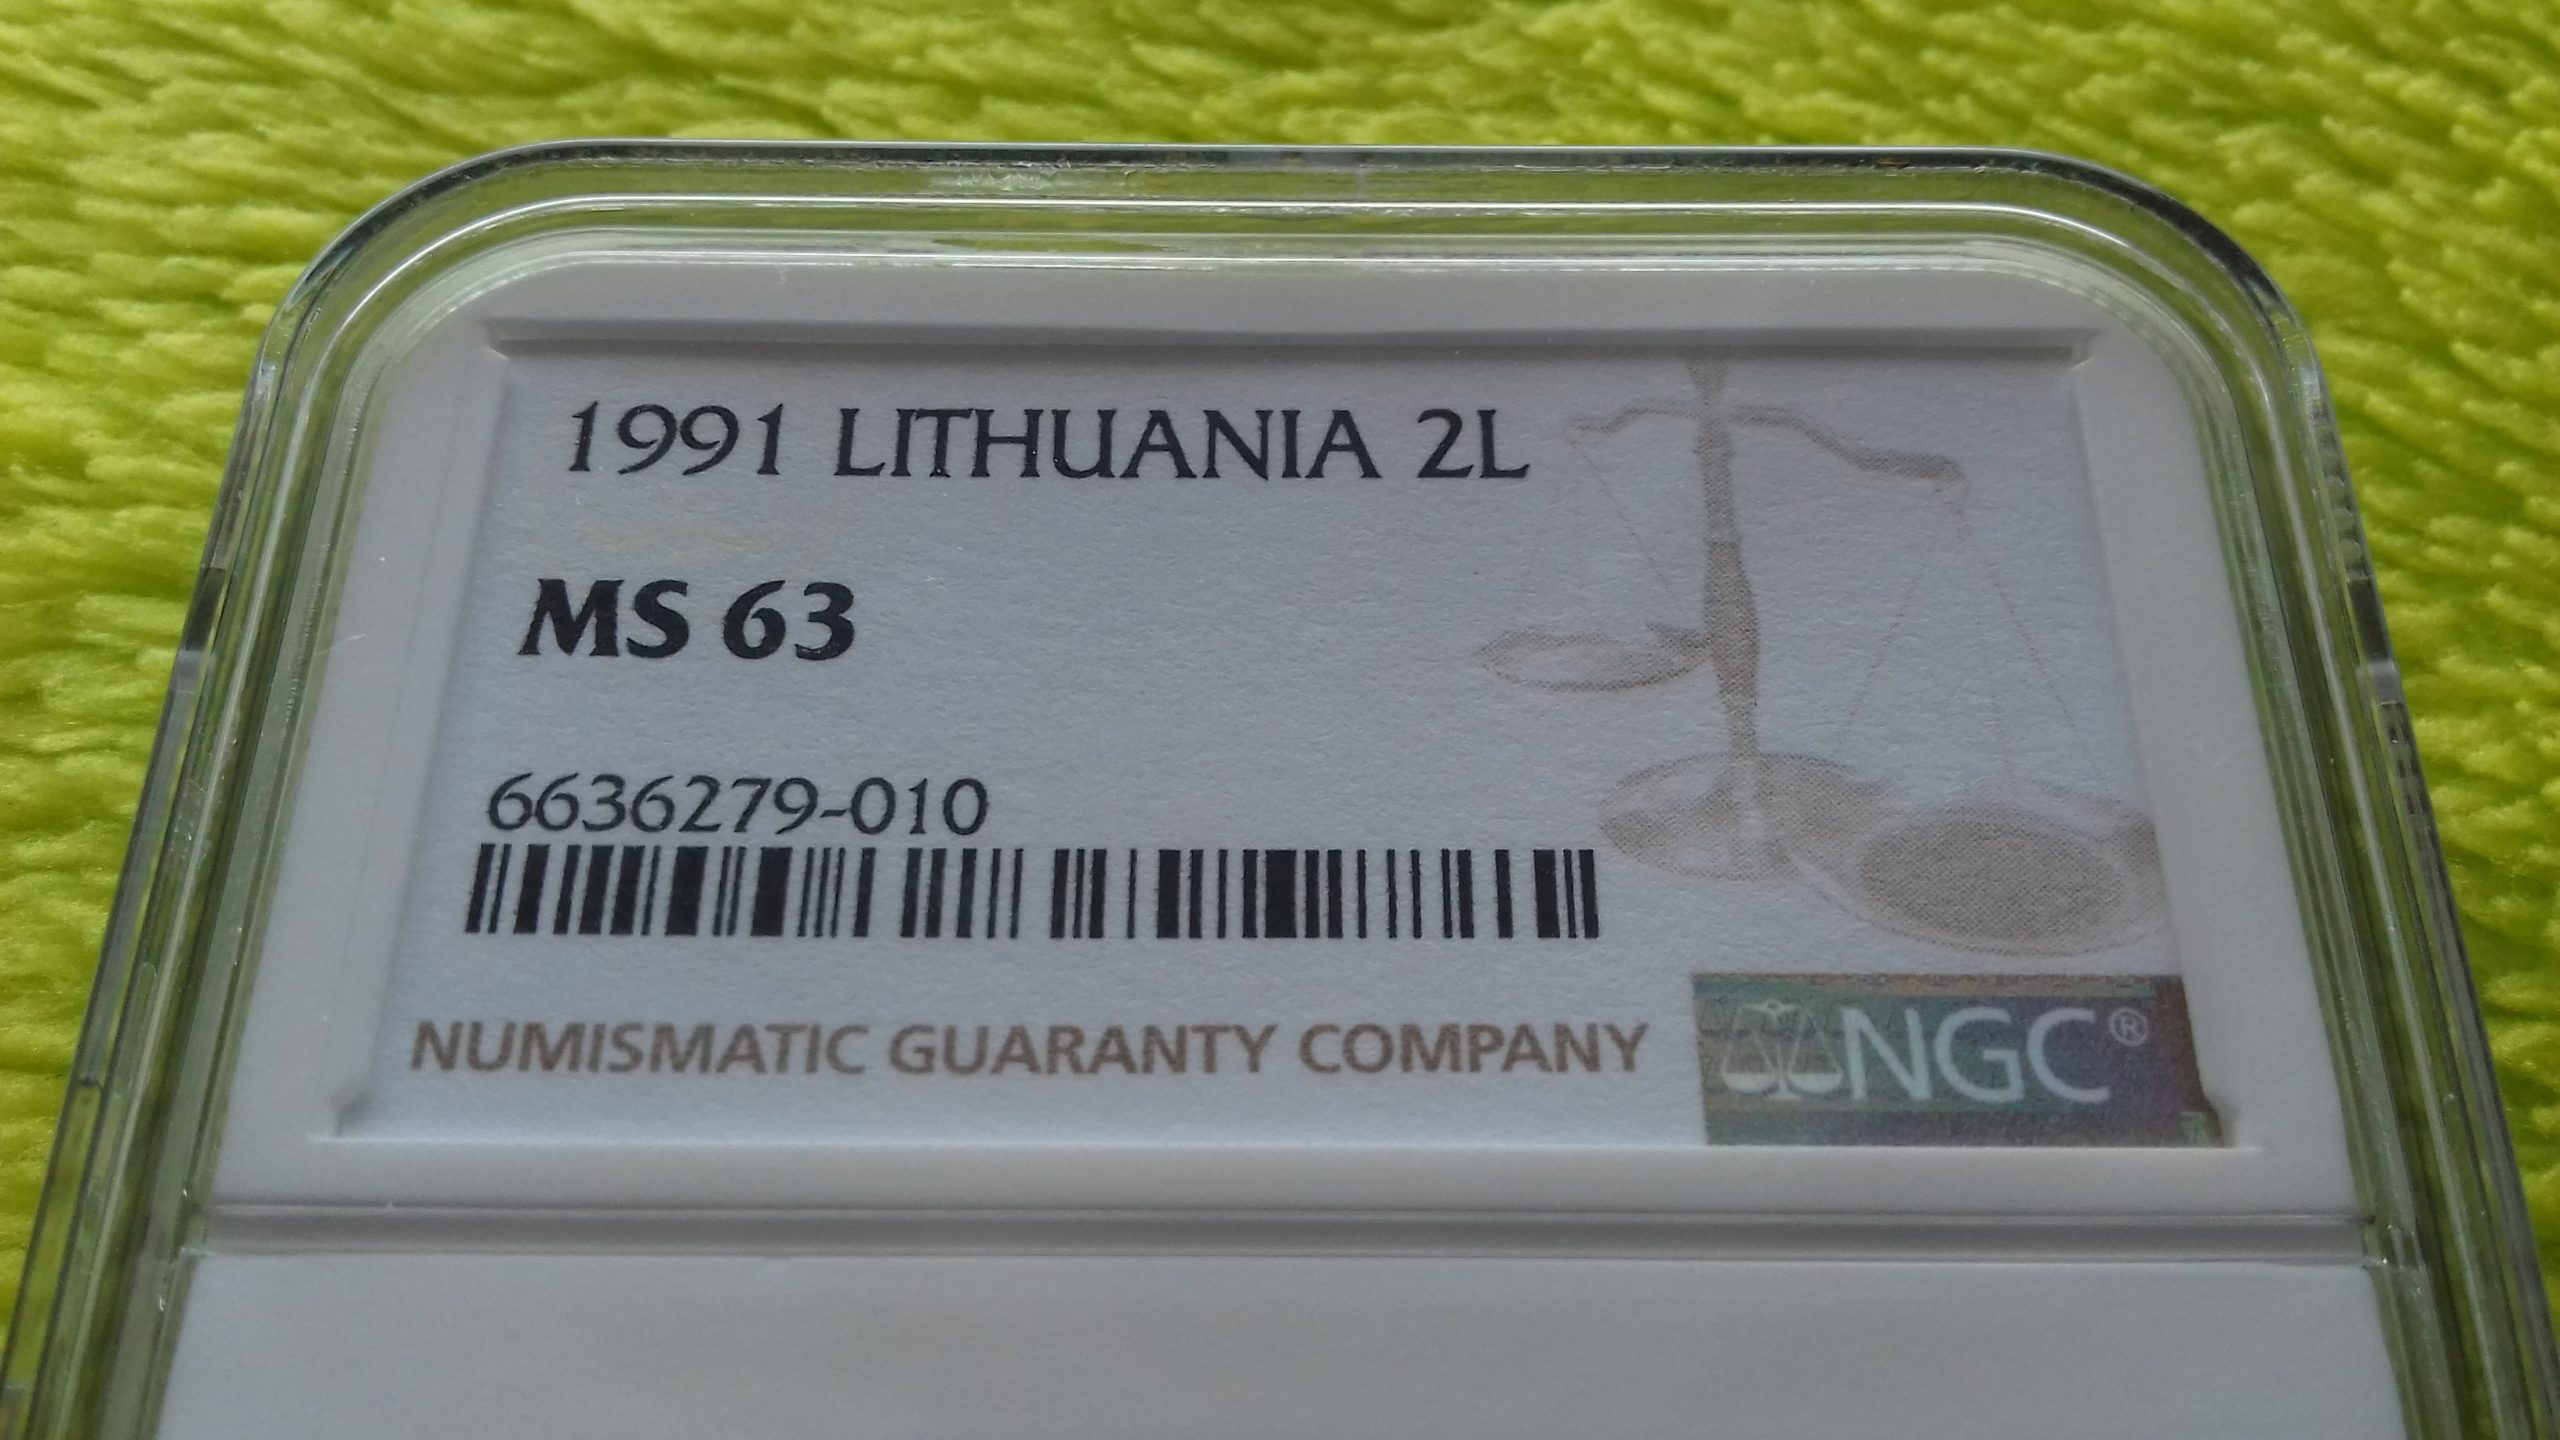 1991 LITHUANIA 2L
MS 63
6636279-010
NUMISMATIC GUARANTY COMPANY
NGC®